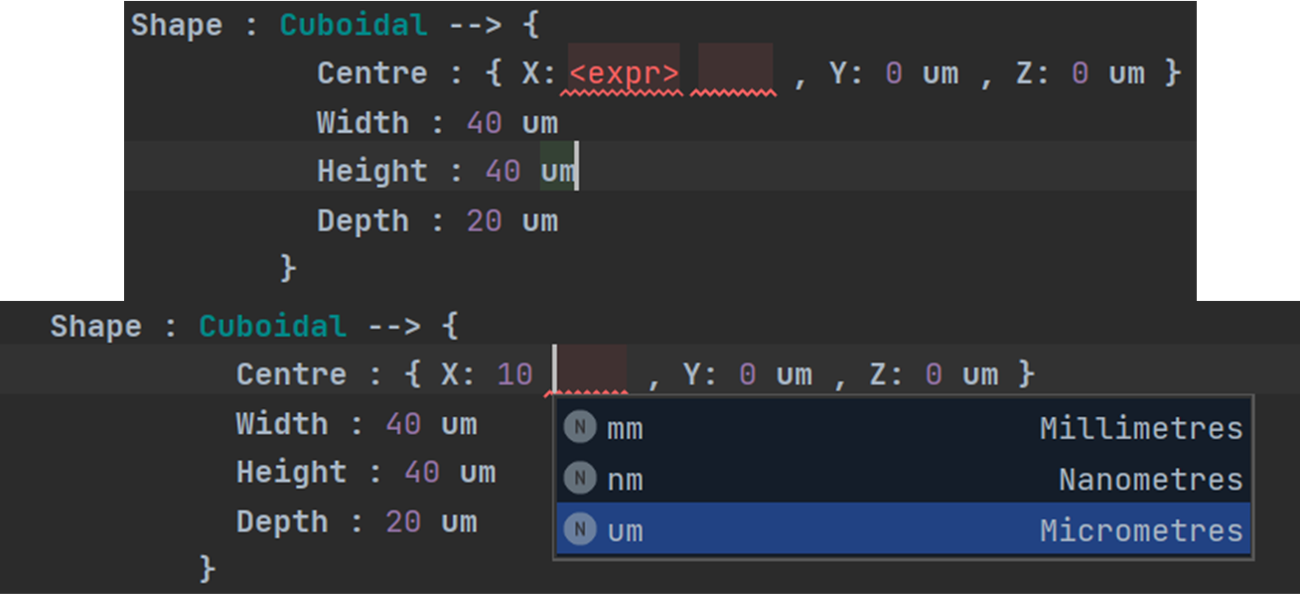 Shape : Cuboidal --> {
Centre : { X: <expr> , Y: 0 um , Z: 0 um }
Width : 40 um
Height : 40 um
Depth : 20 um
}
Shape : Cuboidal --> {
Centre : { X: 10 , Y: 0 um , Z: 0 um }
Width : 40 um
N mm Millimetres
Height : 40 um
N nm Nanometres
Depth : 20 um
N um Micrometres
}